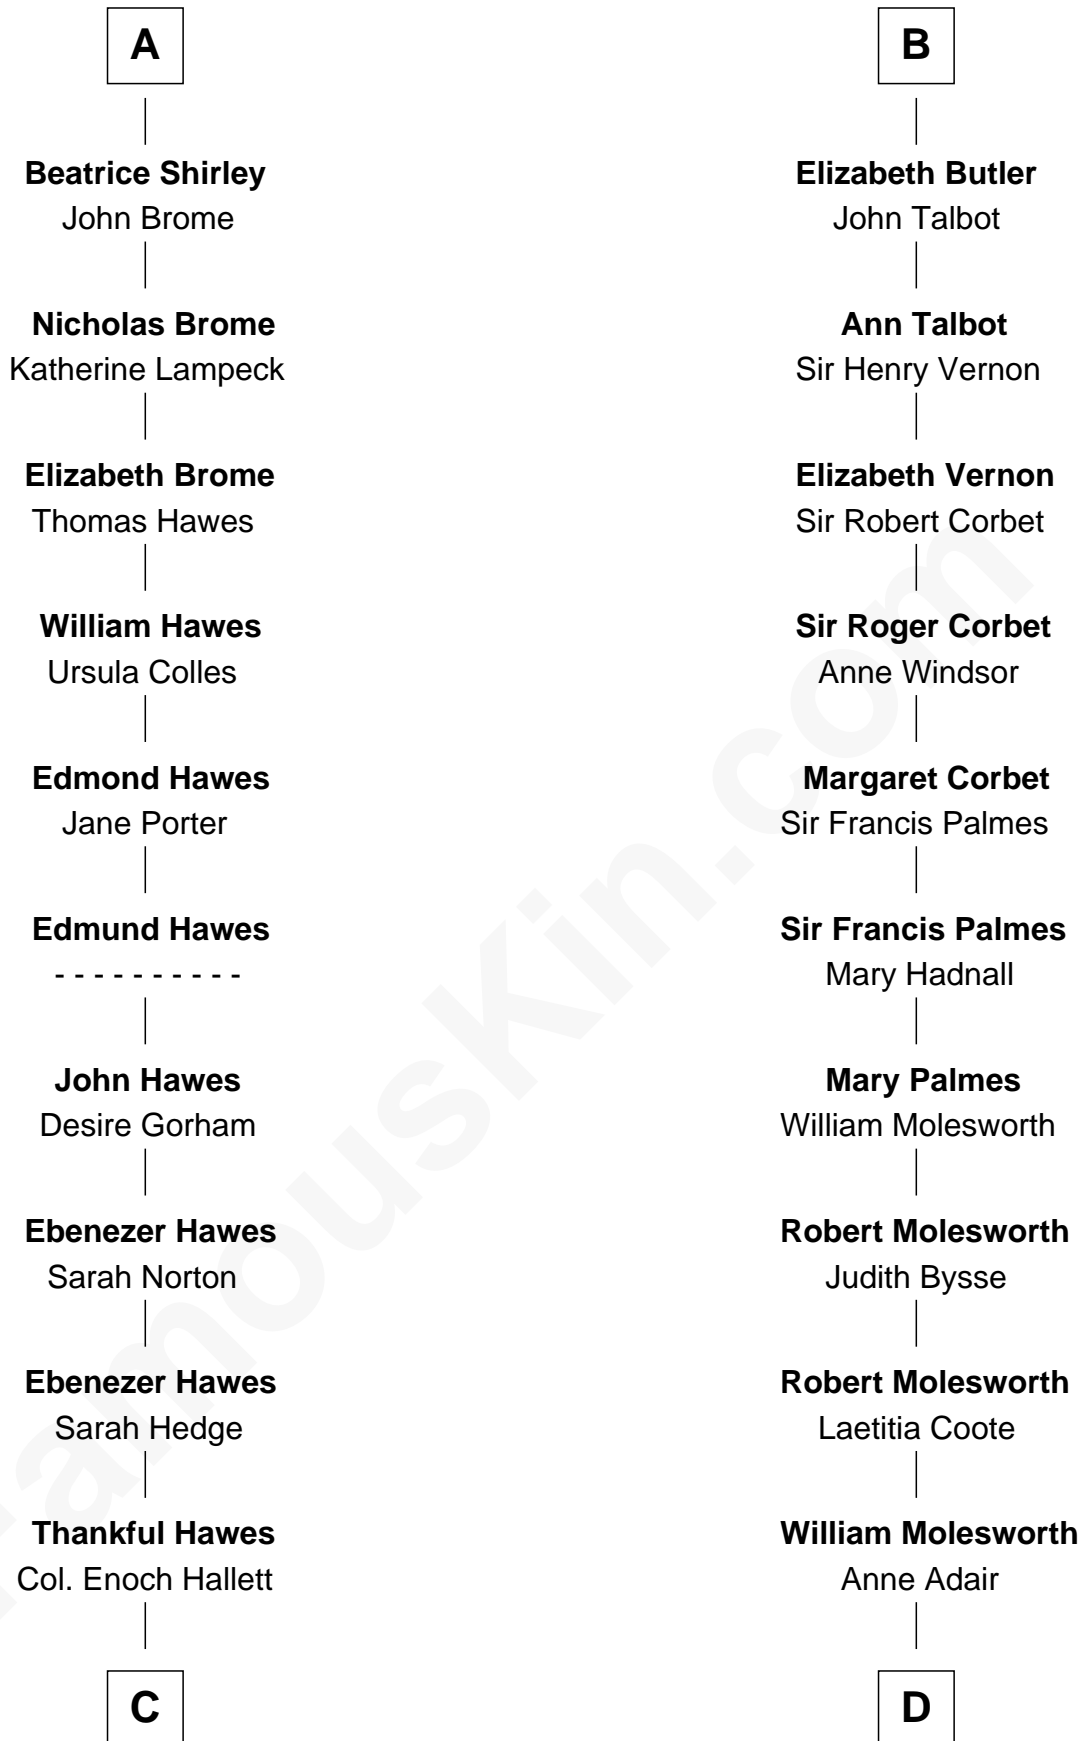 A
Beatrice Shirley
John Brome
Nicholas Brome
Katherine Lampeck
Elizabeth Brome
Thomas Hawes
William Hawes
Ursula Colles
Edmond Hawes
Jane Porter
Edmund Hawes
- - - - - - - - - -
John Hawes
Desire Gorham
Ebenezer Hawes
Sarah Norton
Ebenezer Hawes
Sarah Hedge
Thankful Hawes
Col. Enoch Hallett
C
B
Elizabeth Butler
John Talbot
Ann Talbot
Sir Henry Vernon
Elizabeth Vernon
Sir Robert Corbet
Sir Roger Corbet
Anne Windsor
Margaret Corbet
Sir Francis Palmes
Sir Francis Palmes
Mary Hadnall
Mary Palmes
William Molesworth
Robert Molesworth
Judith Bysse
Robert Molesworth
Laetitia Coote
William Molesworth
Anne Adair
D
FamousKin.com